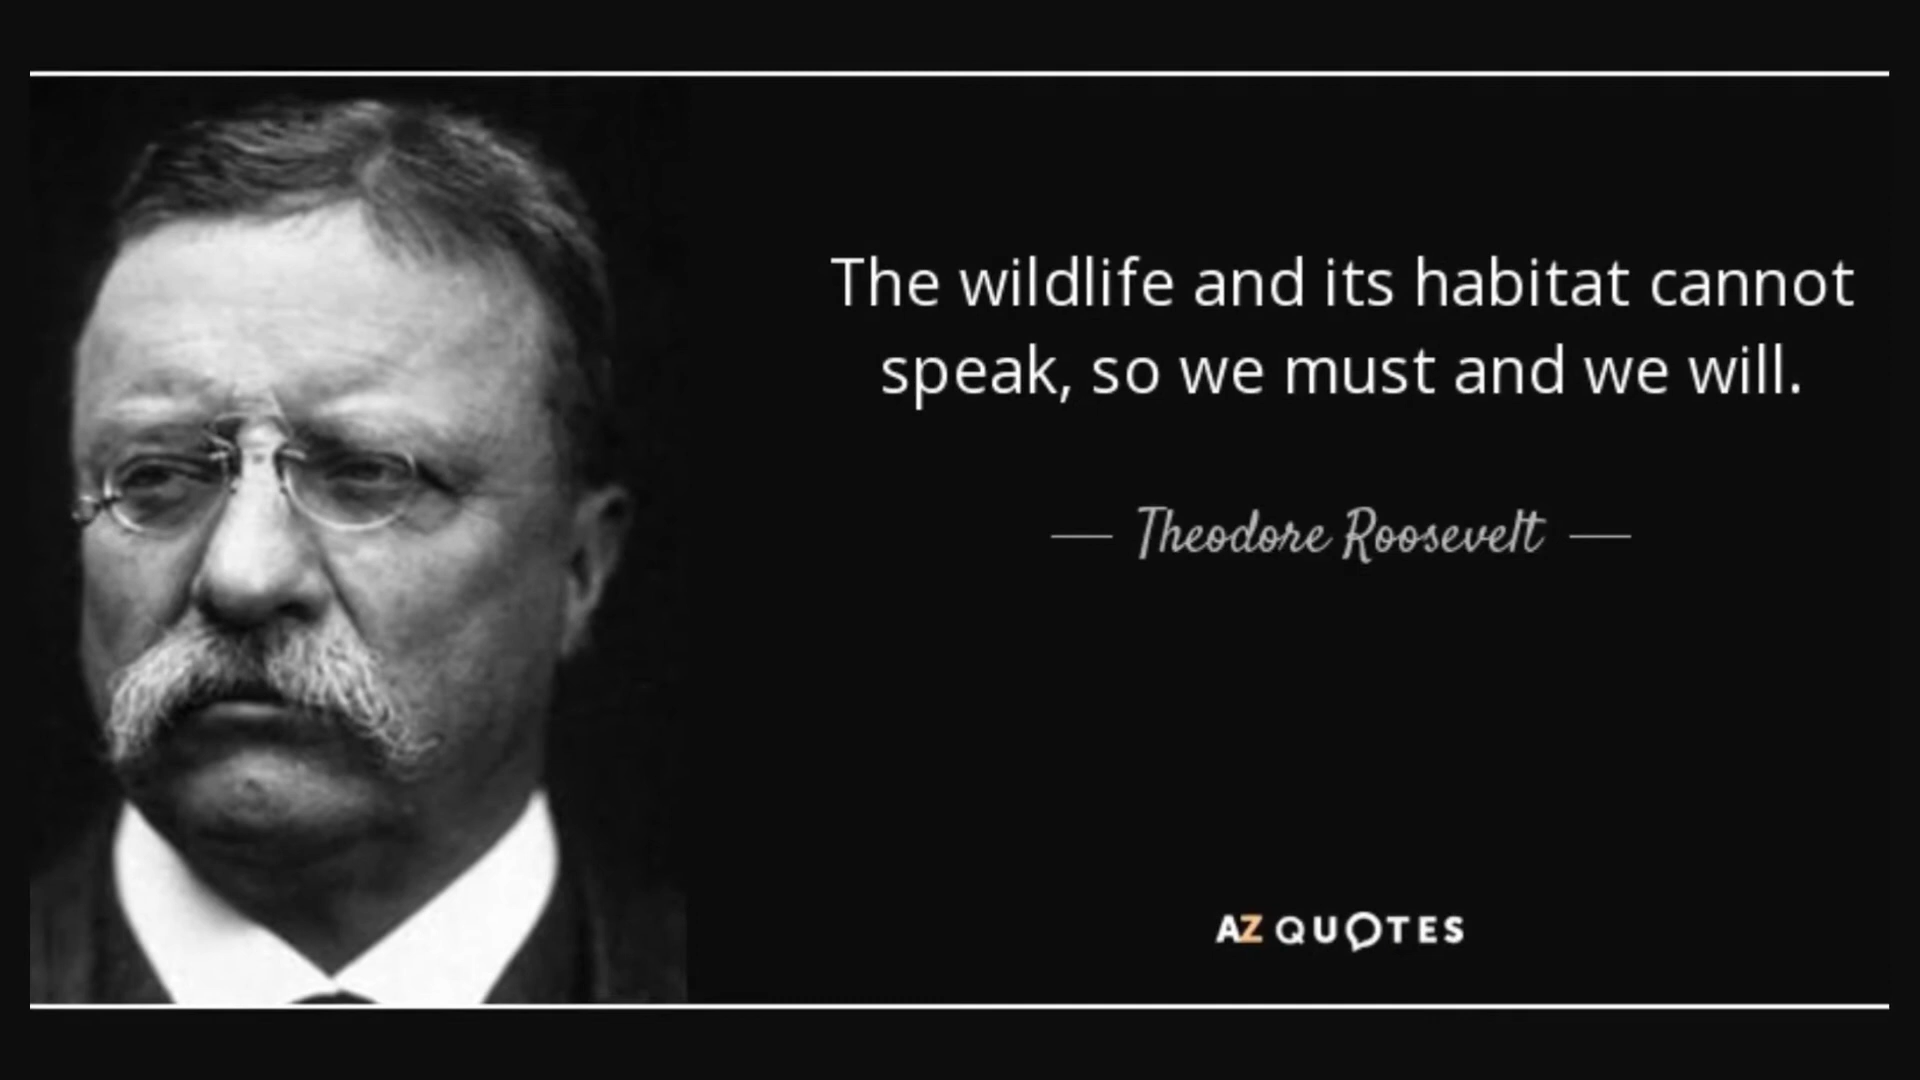 The wildlife and its habitat cannot
speak, so we must and we will.
— Theodore Roosevelt —
AZ QUOTES